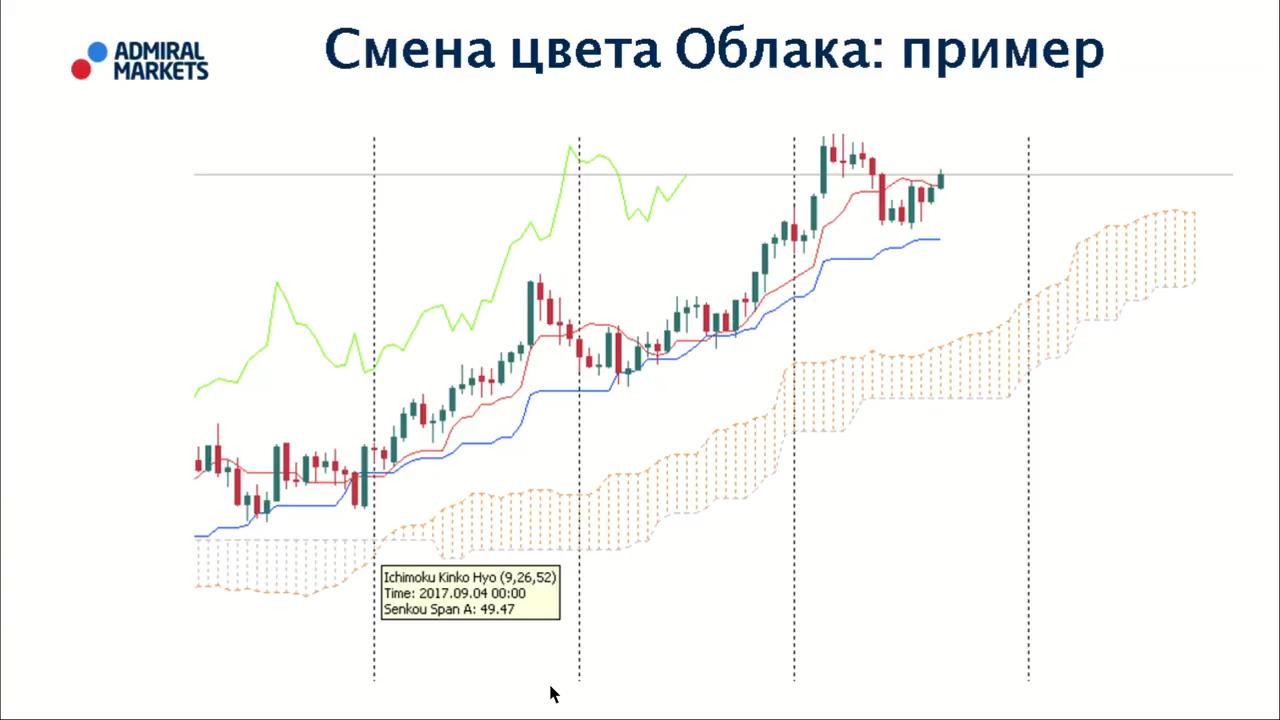 ADMIRAL
MARKETS
Смена цвета Облака: пример
Ichimoku Kinko Hyo (9,26,52)
Time: 2017.09.04 00:00
Senkou Span A: 49.47